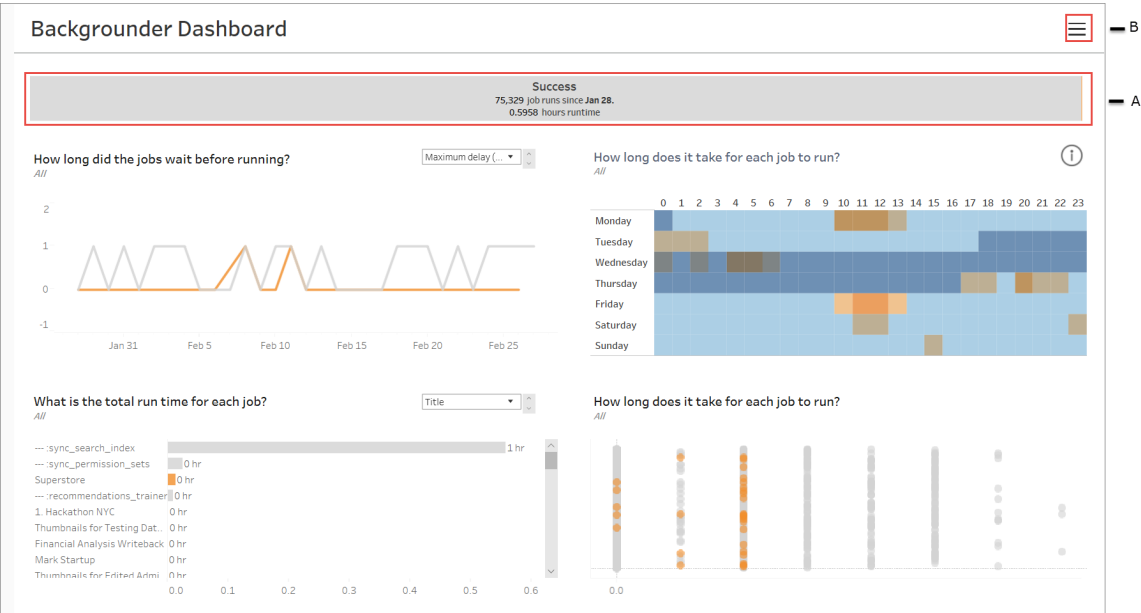 Backgrounder Dashboard
B
Success
75,329 job runs since Jan 28.
0.5958 hours runtime
A
How long did the jobs wait before running?
All
Maximum delay (...
2
1
0
-1
Jan 31 Feb 5 Feb 10 Feb 15 Feb 20 Feb 25
How long does it take for each job to run?
All
0 1 2 3 4 5 6 7 8 9 10 11 12 13 14 15 16 17 18 19 20 21 22 23
Monday
Tuesday
Wednesday
Thursday
Friday
Saturday
Sunday
What is the total run time for each job?
All
Title
--- :sync_search_index 1 hr
--- :sync_permission_sets 0 hr
Superstore 0 hr
--- :recommendations_trainer 0 hr
1. Hackathon NYC 0 hr
Thumbnails for Testing Dat.. 0 hr
Financial Analysis Writeback 0 hr
Mark Startup 0 hr
Thumbnails for Edited Admi.. 0 hr
0.0 0.1 0.2 0.3 0.4 0.5 0.6
How long does it take for each job to run?
All
0.0